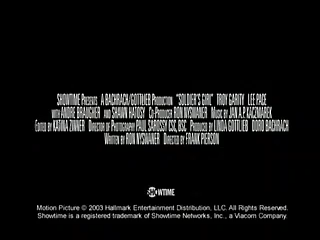 SHOWTIME PRESENTS A BACHRACH/GOTTLIEB PRODUCTION "SOLDIER'S GIRL" TROY GARITY LEE PACE
WITH ANDRE BRAUGHER AND SHAWN HATOSY CO-PRODUCER RON NYSWANER MUSIC BY JAN A.P. KACZMAREK
EDITED BY KATINA ZINNER DIRECTOR OF PHOTOGRAPHY PAUL SAROSSY CSC, BSC PRODUCED BY LINDA GOTTLIEB DORO BACHRACH
WRITTEN BY RON NYSWANER DIRECTED BY FRANK PIERSON
SHOWTIME
Motion Picture © 2003 Hallmark Entertainment Distribution, LLC. All Rights Reserved.
Showtime is a registered trademark of Showtime Networks, Inc., a Viacom Company.